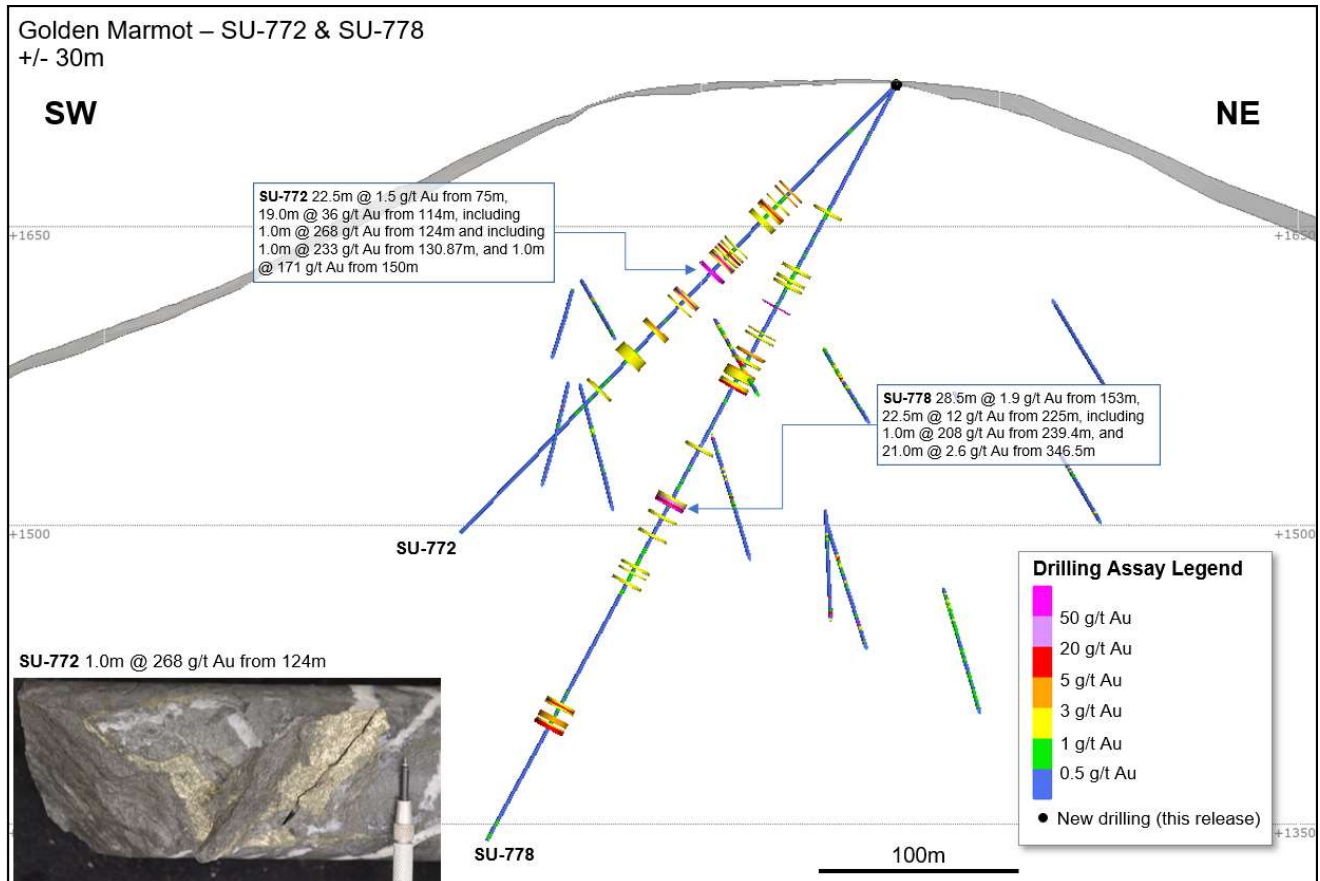 Golden Marmot – SU-772 & SU-778
+/- 30m
SW
NE
SU-772 22.5m @ 1.5 g/t Au from 75m,
19.0m @ 36 g/t Au from 114m, including
1.0m @ 268 g/t Au from 124m and including
1.0m @ 233 g/t Au from 130.87m, and 1.0m
@ 171 g/t Au from 150m
+1650
+1650
SU-778 28.5m @ 1.9 g/t Au from 153m,
22.5m @ 12 g/t Au from 225m, including
1.0m @ 208 g/t Au from 239.4m, and
21.0m @ 2.6 g/t Au from 346.5m
+1500
+1500
SU-772
Drilling Assay Legend
50 g/t Au
20 g/t Au
5 g/t Au
3 g/t Au
1 g/t Au
0.5 g/t Au
New drilling (this release)
SU-772 1.0m @ 268 g/t Au from 124m
+1350
SU-778
100m